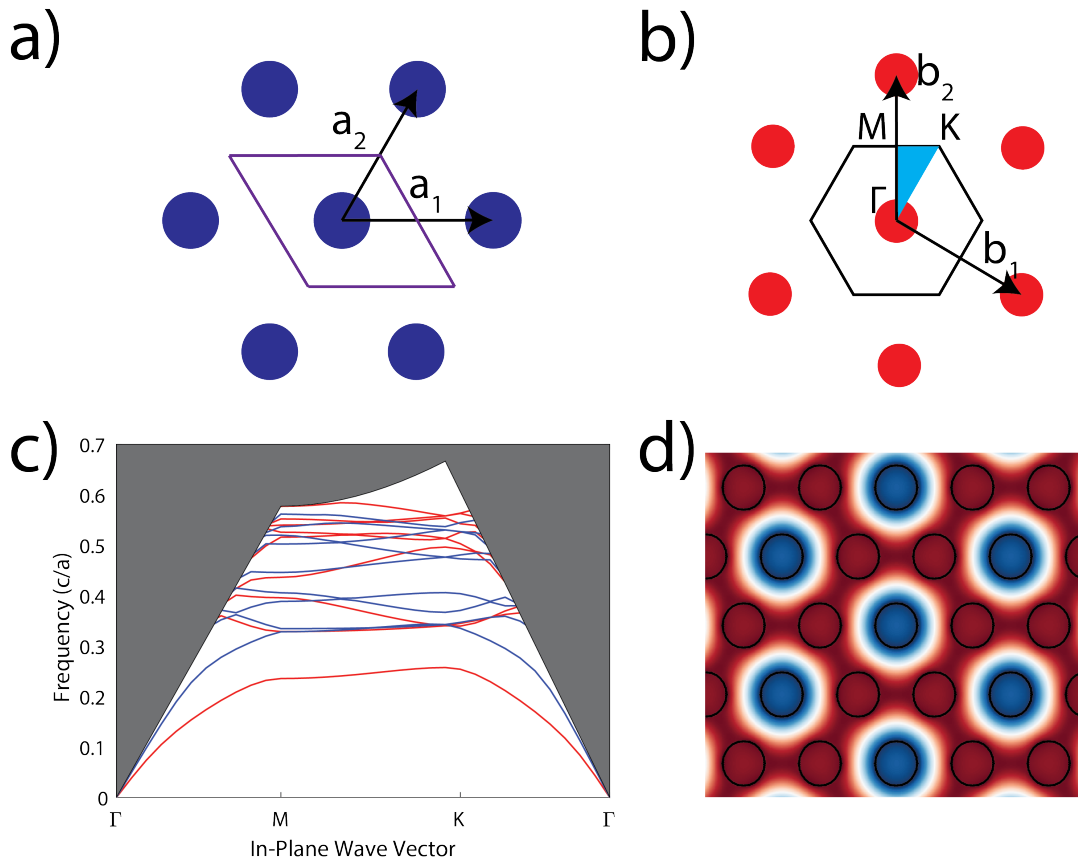 a)
a2
a1
b)
b2
M
K
Γ
b1
c)
0.7
0.6
0.5
0.4
0.3
0.2
0.1
0
Frequency (c/a)
Γ
M
K
Γ
In-Plane Wave Vector
d)